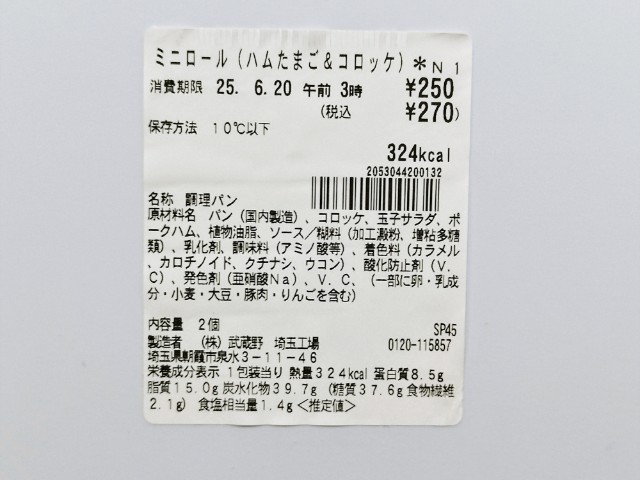 ミニロール(ハムたまご&コロッケ)*N1
消費期限 25. 6.20 午前 3時 ¥250
(税込 ¥270)
保存方法 10℃以下
324kcal
2053044200132
名称 調理パン
原材料名 パン(国内製造)、コロッケ、玉子サラダ、ポ
ークハム、植物油脂、ソース/糊料(加工澱粉、増粘多糖
類)、乳化剤、調味料(アミノ酸等)、着色料(カラメル
、カロチノイド、クチナシ、ウコン)、酸化防止剤(V.
C)、発色剤(亜硝酸Na)、V.C、(一部に卵・乳成
分・小麦・大豆・豚肉・りんごを含む)
内容量 2個 SP45
製造者 (株)武蔵野 埼玉工場 0120-115857
埼玉県朝霞市泉水3-11-46
栄養成分表示 1包装当り 熱量324kcal 蛋白質8.5g
脂質15.0g 炭水化物39.7g (糖質37.6g 食物繊維
2.1g) 食塩相当量1.4g<推定値>